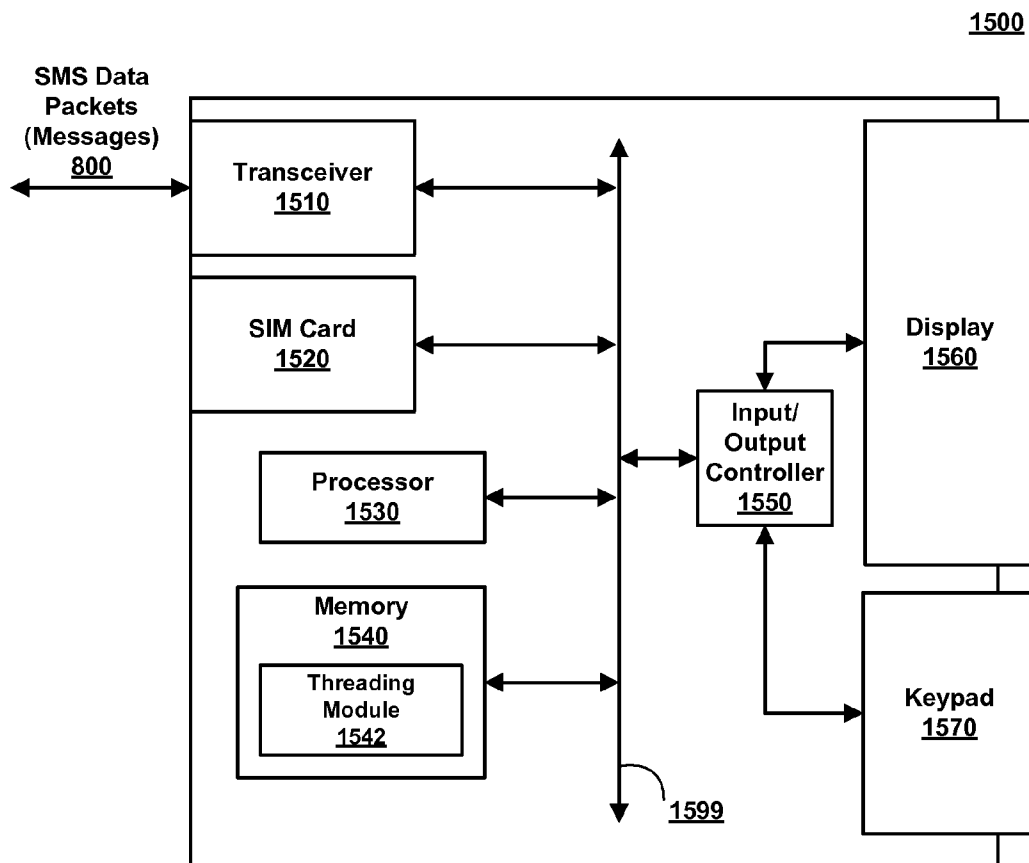 1500
SMS Data
Packets
(Messages)
800
Transceiver
1510
SIM Card
1520
Processor
1530
Memory
1540
Threading
Module
1542
Input/
Output
Controller
1550
Display
1560
Keypad
1570
1599